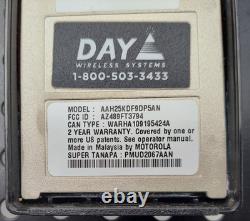 DAY
WIRELESS SYSTEMS
1-800-503-3433
MODEL : AAH25KDF9DP5AN
FCC ID : AZ489FT3794
CAN TYPE : WARHA109195424A
2 YEAR WARRANTY. Covered by one or
more US patents. See operator manual.
Made in Malaysia by MOTOROLA
SUPER TANAPA : PMUD2067AAN